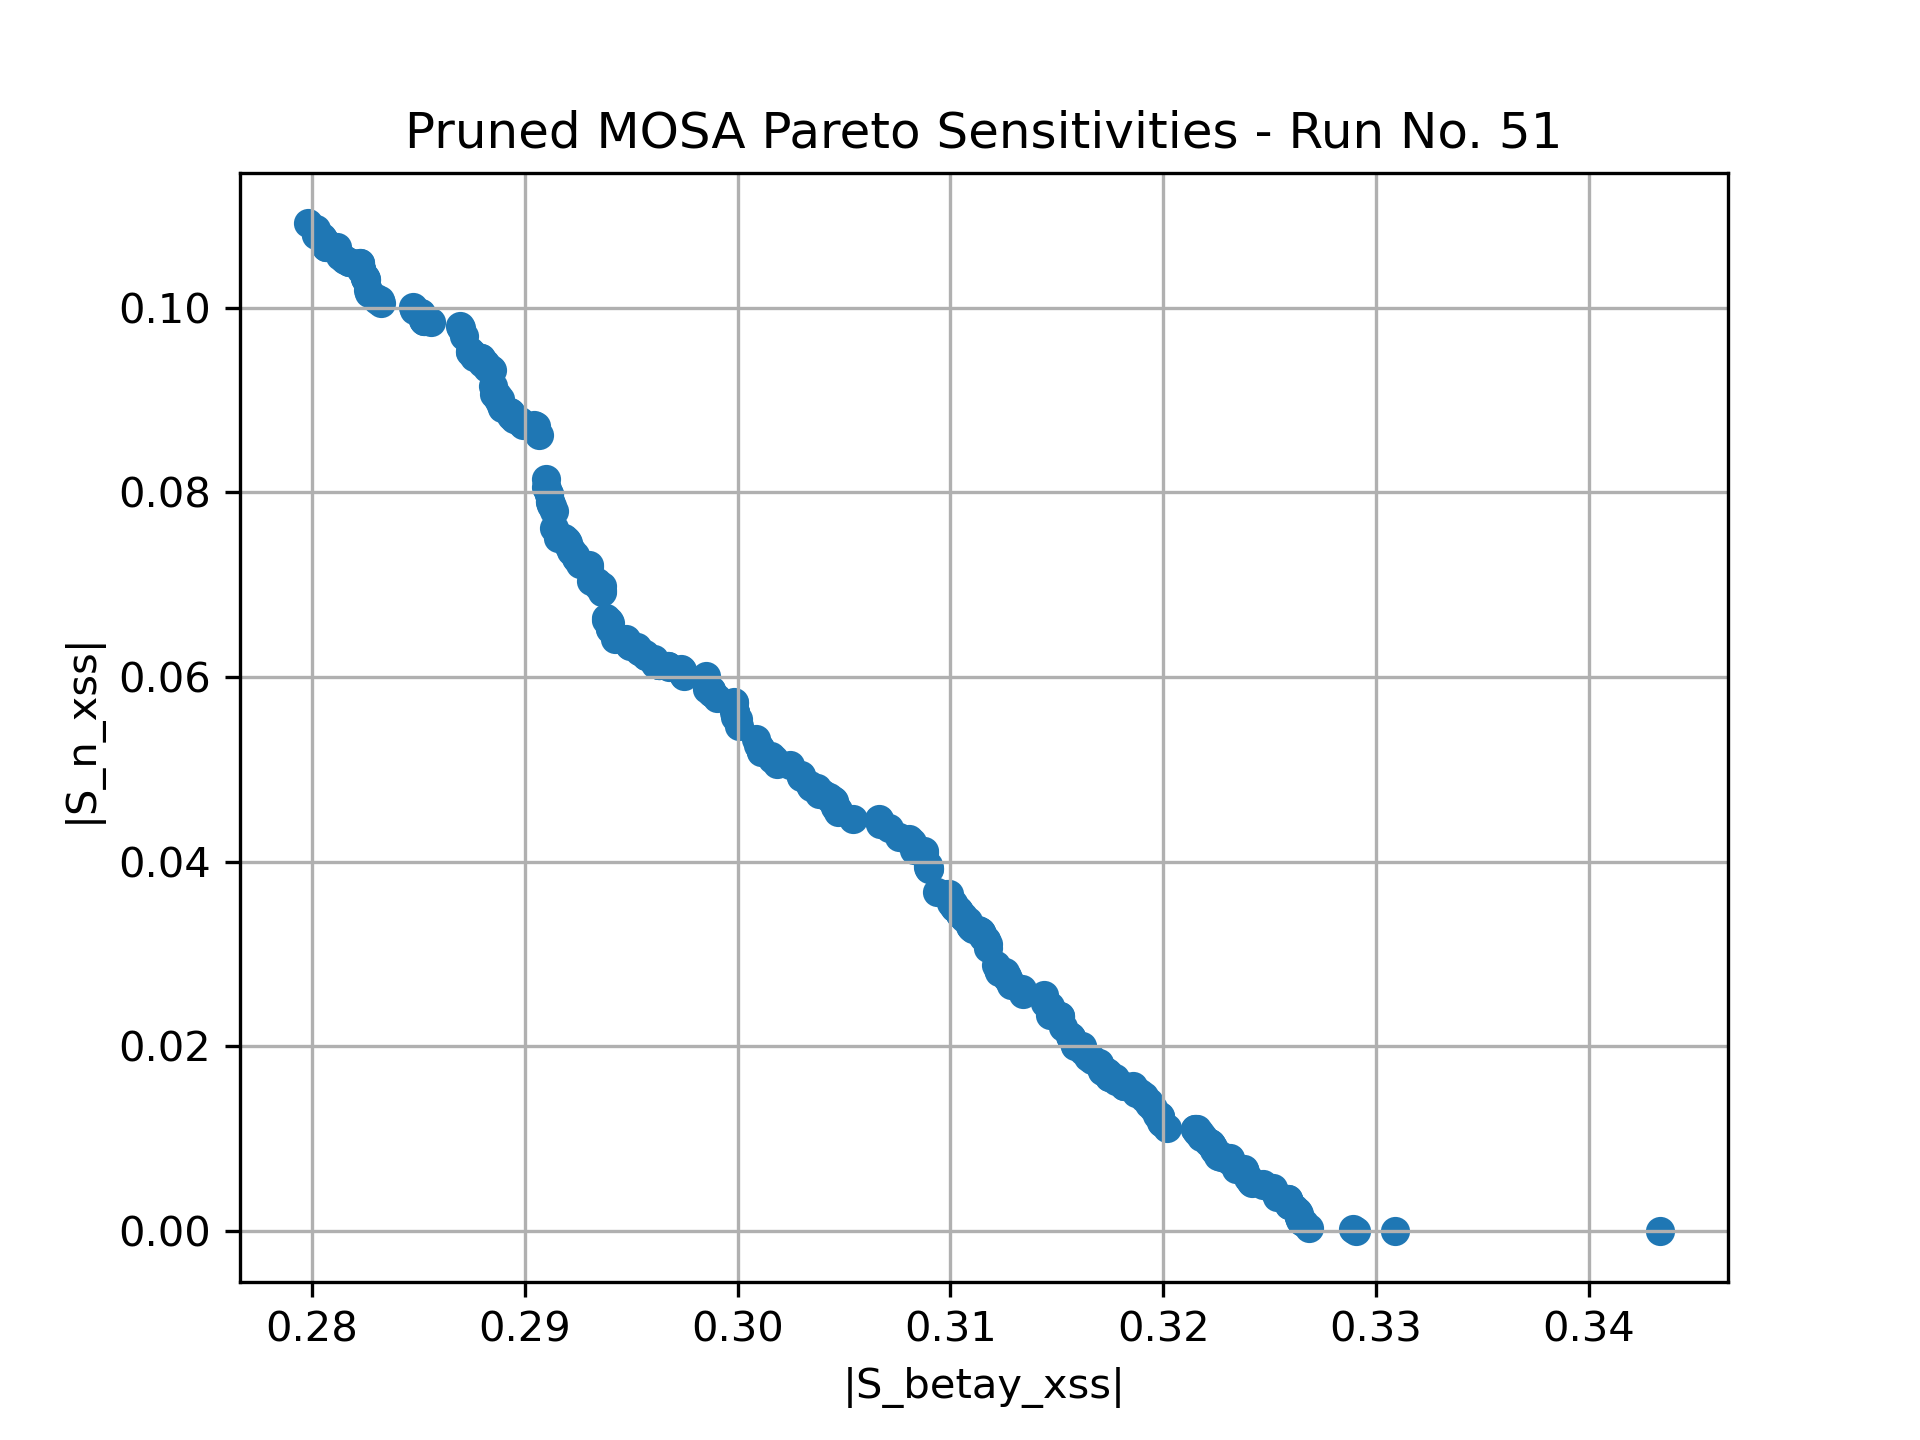 Pruned MOSA Pareto Sensitivities - Run No. 51
|S_n_xss|
0.10
0.08
0.06
0.04
0.02
0.00
0.28 0.29 0.30 0.31 0.32 0.33 0.34
|S_betay_xss|